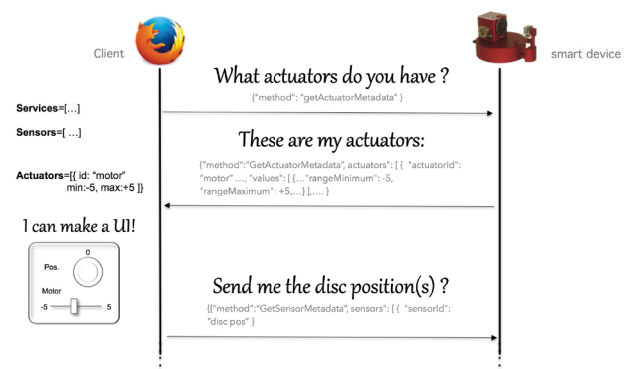 Client
smart device
What actuators do you have ?
{"method": "getActuatorMetadata" }
Services=[...]
Sensors=[ ...]
These are my actuators:
{"method":"GetActuatorMetadata", actuators": [ {  "actuatorId":
"motor" ..., "values": [ {..."rangeMinimum": -5,
"rangeMaximum": +5,...} ],.... }
Actuators=[{ id: "motor"
min:-5, max:+5 ]}
I can make a UI!
0
Pos.
Motor
-5
5
Send me the disc position(s) ?
{{"method":"GetSensorMetadata", sensors": [ {  "sensorId":
"disc pos" }